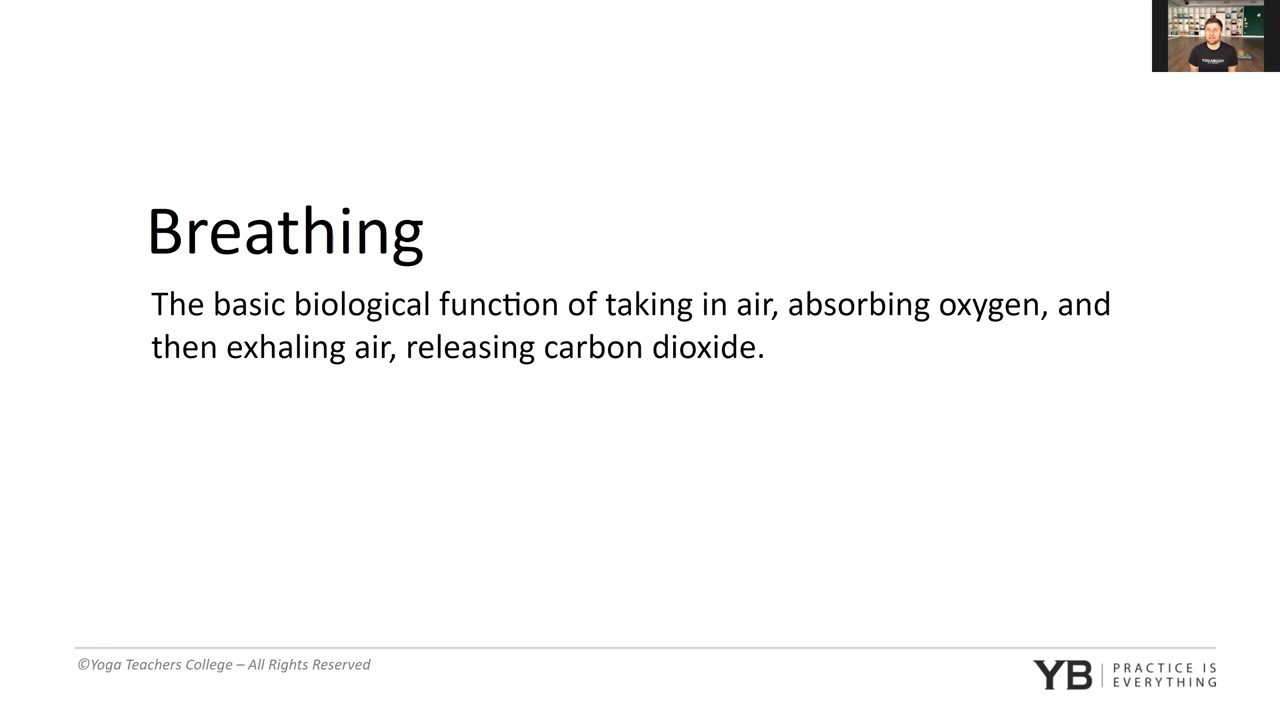 YOGABODY
Breathing
The basic biological function of taking in air, absorbing oxygen, and
then exhaling air, releasing carbon dioxide.
©Yoga Teachers College – All Rights Reserved
YB
PRACTICE IS
EVERYTHING